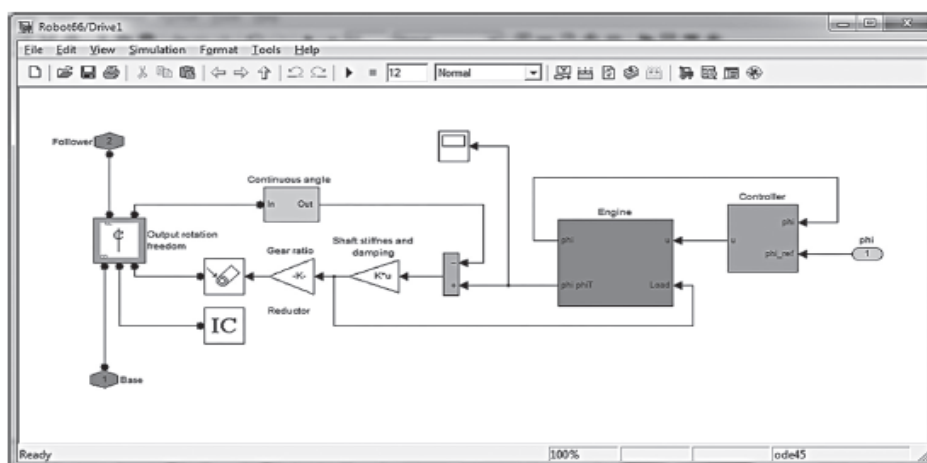 Robot66/Drive1
File Edit View Simulation Format Tools Help
12 Normal
Follower
2
Continuous angle
In Out
Output rotation
freedom
Gear ratio
-K-
Reductor
Shaft stiffnes and
damping
K*u
IC
1
Base
Engine
phi
u
phi phiT
Load
Controller
phi
u
phi_ref
phi
1
Ready 100% ode45